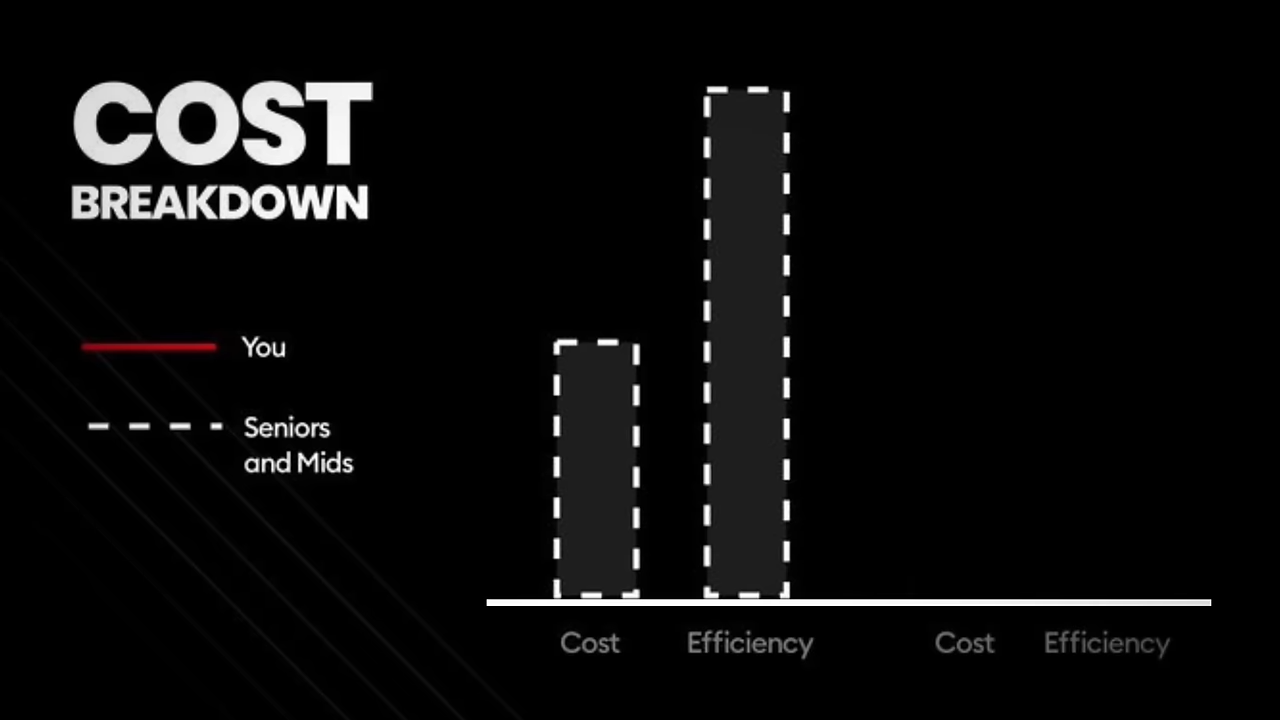 COST
BREAKDOWN
You
Seniors
and Mids
Cost
Efficiency
Cost
Efficiency